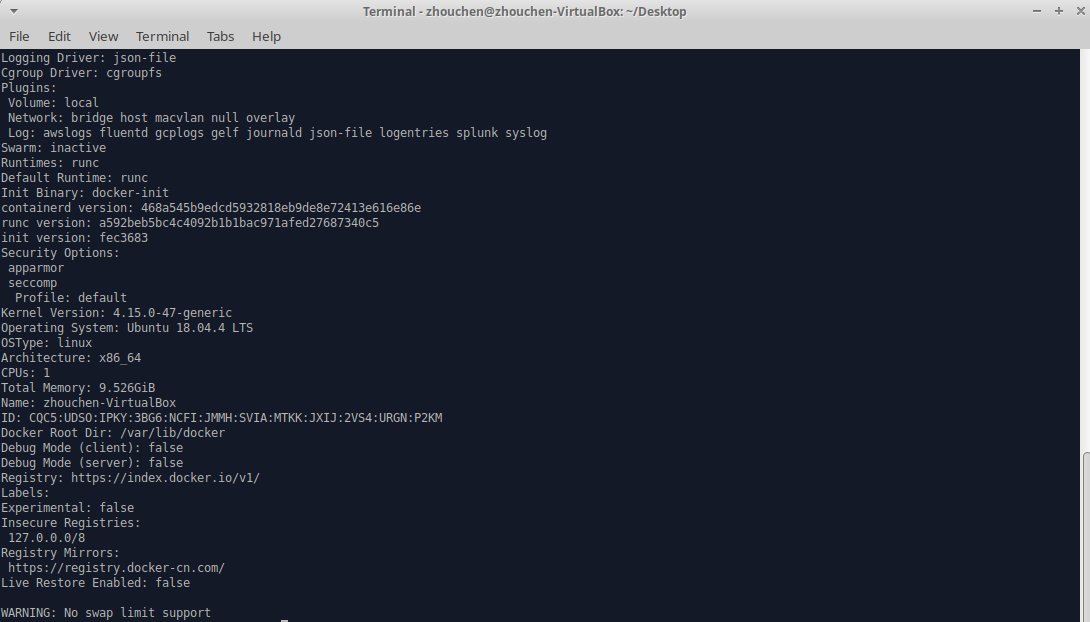 Terminal - zhouchen@zhouchen-VirtualBox: ~/Desktop
File Edit View Terminal Tabs Help
Logging Driver: json-file
Cgroup Driver: cgroupfs
Plugins:
 Volume: local
 Network: bridge host macvlan null overlay
 Log: awslogs fluentd gcplogs gelf journald json-file logentries splunk syslog
Swarm: inactive
Runtimes: runc
Default Runtime: runc
Init Binary: docker-init
containerd version: 468a545b9edcd5932818eb9de8e72413e616e86e
runc version: a592beb5bc4c4092b1b1bac971afed27687340c5
init version: fec3683
Security Options:
 apparmor
 seccomp
  Profile: default
Kernel Version: 4.15.0-47-generic
Operating System: Ubuntu 18.04.4 LTS
OSType: linux
Architecture: x86_64
CPUs: 1
Total Memory: 9.526GiB
Name: zhouchen-VirtualBox
ID: CQC5:UDSO:IPKY:3BG6:NCFI:JMMH:SVIA:MTKK:JXIJ:2VS4:URGN:P2KM
Docker Root Dir: /var/lib/docker
Debug Mode (client): false
Debug Mode (server): false
Registry: https://index.docker.io/v1/
Labels:
Experimental: false
Insecure Registries:
 127.0.0.0/8
Registry Mirrors:
 https://registry.docker-cn.com/
Live Restore Enabled: false
WARNING: No swap limit support